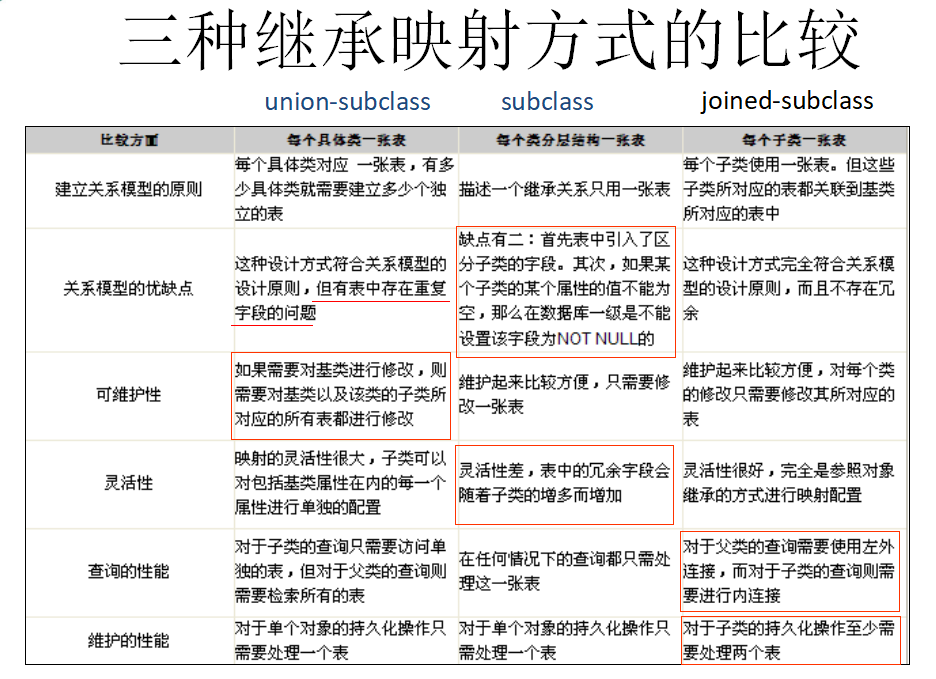 三种继承映射方式的比较
union-subclass
subclass
joined-subclass
比较方面
每个具体类一张表
每个类分层结构一张表
每个子类一张表
建立关系模型的原则
每个具体类对应 一张表，有多
少具体类就需要建立多少个独
立的表
描述一个继承关系只用一张表
每个子类使用一张表。但这些
子类所对应的表都关联到基类
所对应的表中
关系模型的优缺点
这种设计方式符合关系模型的
设计原则，但有表中存在重复
字段的问题
缺点有二：首先表中引入了区
分子类的字段。其次，如果某
个子类的某个属性的值不能为
空，那么在数据库一级是不能
设置该字段为NOT NULL的
这种设计方式完全符合关系模
型的设计原则，而且不存在冗
余
可维护性
如果需要对基类进行修改，则
需要对基类以及该类的子类所
对应的所有表都进行修改
维护起来比较方便，只需要修
改一张表
维护起来比较方便，对每个类
的修改只需要修改其所对应的
表
灵活性
映射的灵活性很大，子类可以
对包括基类属性在内的每一个
属性进行单独的配置
灵活性差，表中的冗余字段会
随着子类的增多而增加
灵活性很好，完全是参照对象
继承的方式进行映射配置
查询的性能
对于子类的查询只需要访问单
独的表，但对于父类的查询则
需要检索所有的表
在任何情况下的查询都只需处
理这一张表
对于父类的查询需要使用左外
连接，而对于子类的查询则需
要进行内连接
维护的性能
对于单个对象的持久化操作只
需要处理一个表
对于单个对象的持久化操作只
需处理一个表
对于子类的持久化操作至少需
要处理两个表